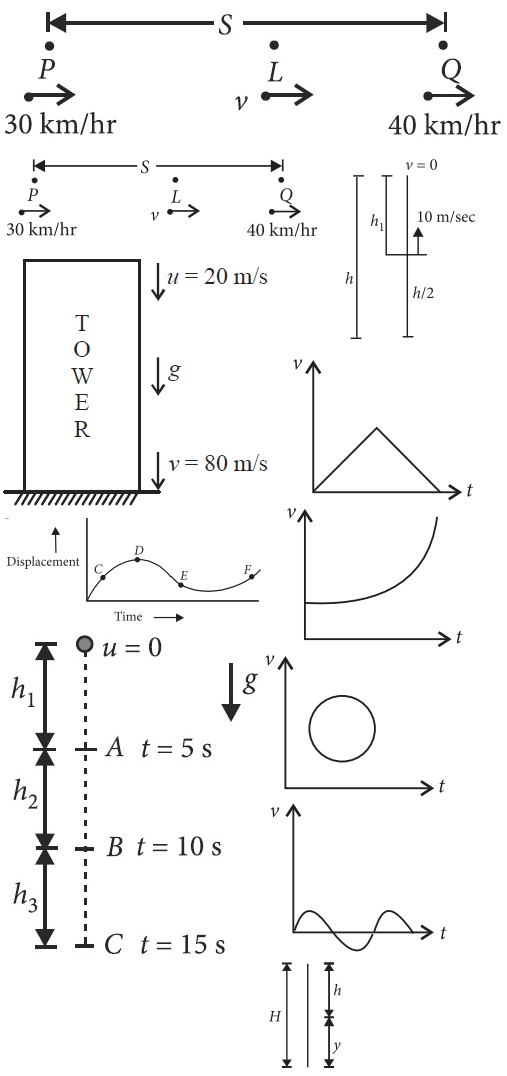 S
P L Q
v
30 km/hr 40 km/hr
S
P L Q
v
30 km/hr 40 km/hr
v = 0
h₁ 10 m/sec
h
h/2
u = 20 m/s
T
O
W
E
R
g
v = 80 m/s
v
t
Displacement
C D E F
Time
v
t
u = 0
h₁
g
A t = 5 s
h₂
B t = 10 s
h₃
C t = 15 s
v
t
v
t
H h
y